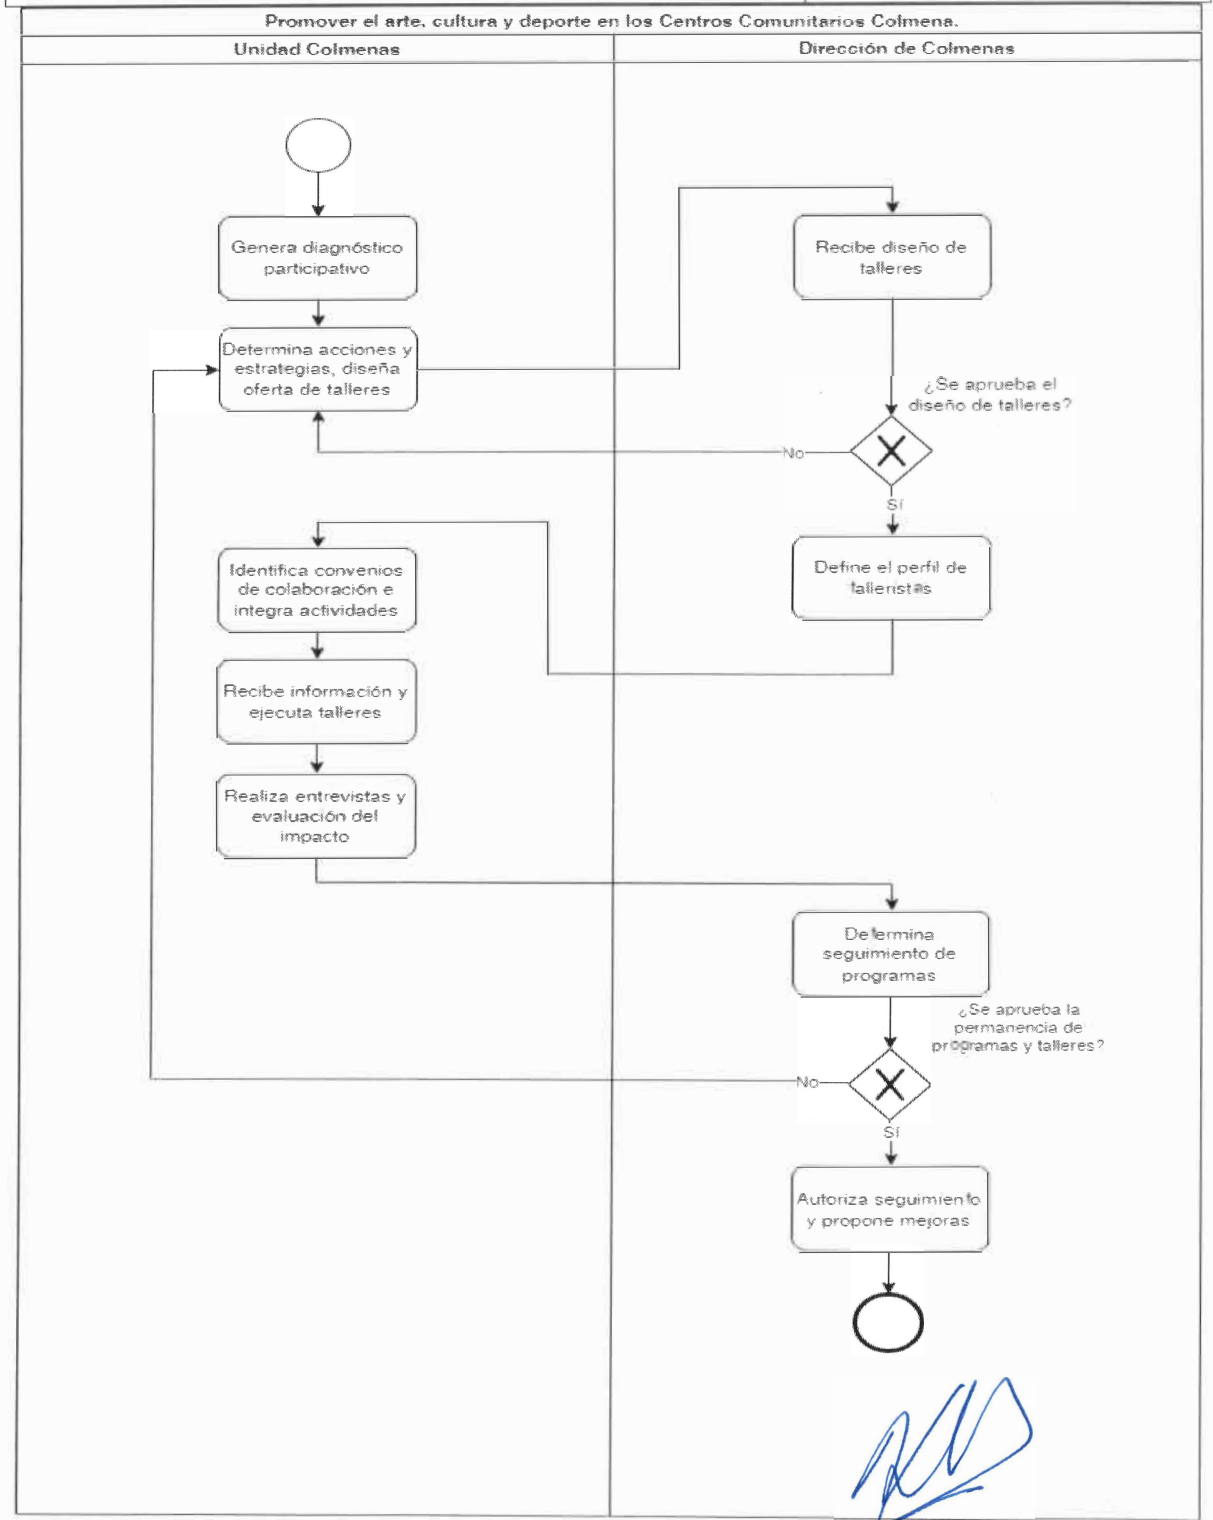 Promover el arte, cultura y deporte en los Centros Comunitarios Colmena.
Unidad Colmenas
Dirección de Colmenas
Genera diagnóstico
participativo
Determina acciones y
estrategias, diseña
oferta de talleres
Recibe diseño de
talleres
¿Se aprueba el
diseño de talleres?
No
Sí
Define el perfil de
talleristas
Identifica convenios
de colaboración e
integra actividades
Recibe información y
ejecuta talleres
Realiza entrevistas y
evaluación del
impacto
Determina
seguimiento de
programas
¿Se aprueba la
permanencia de
programas y talleres?
No
Sí
Autoriza seguimiento
y propone mejoras